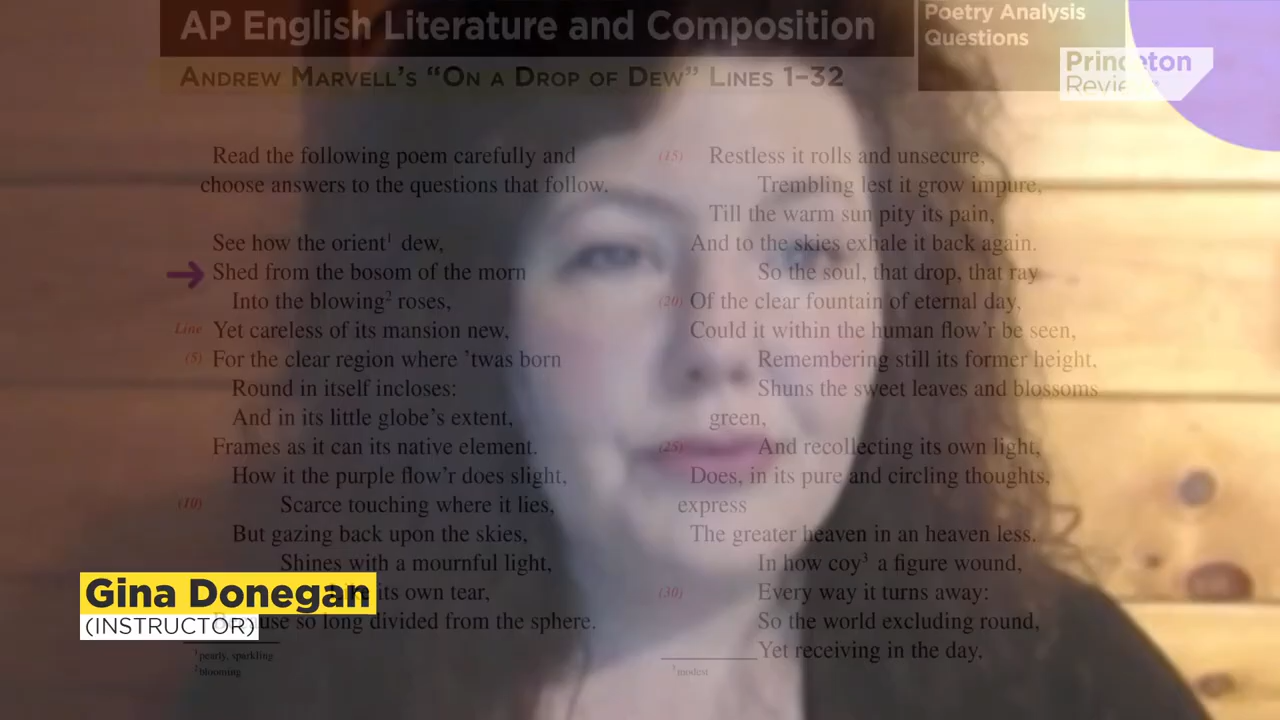 AP English Literature and Composition
Poetry Analysis
Questions
Princeton
Review
Andrew Marvell's "On a Drop of Dew" Lines 1–32
Read the following poem carefully and
choose answers to the questions that follow.
See how the orient¹ dew,
Shed from the bosom of the morn
Into the blowing² roses,
Line Yet careless of its mansion new,
(5) For the clear region where 'twas born
Round in itself incloses:
And in its little globe's extent,
Frames as it can its native element.
How it the purple flow'r does slight,
(10) Scarce touching where it lies,
But gazing back upon the skies,
Shines with a mournful light,
Like its own tear,
Because so long divided from the sphere.
¹pearly, sparkling
²blooming
(15) Restless it rolls and unsecure,
Trembling lest it grow impure,
Till the warm sun pity its pain,
And to the skies exhale it back again.
So the soul, that drop, that ray
(20) Of the clear fountain of eternal day,
Could it within the human flow'r be seen,
Remembering still its former height,
Shuns the sweet leaves and blossoms
green,
(25) And recollecting its own light,
Does, in its pure and circling thoughts,
express
The greater heaven in an heaven less.
In how coy³ a figure wound,
(30) Every way it turns away:
So the world excluding round,
Yet receiving in the day,
³modest
Gina Donegan
(INSTRUCTOR)